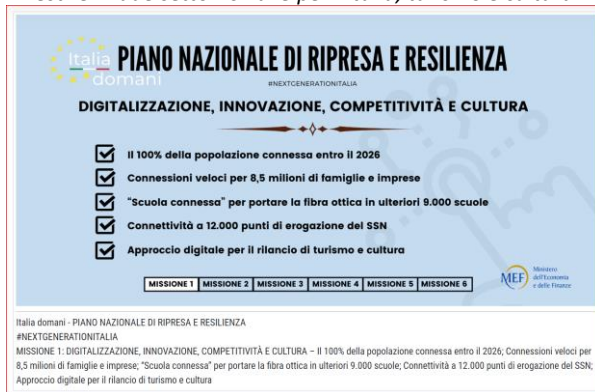 Italia domani
PIANO NAZIONALE DI RIPRESA E RESILIENZA
#NEXTGENERATIONITALIA
DIGITALIZZAZIONE, INNOVAZIONE, COMPETITIVITÀ E CULTURA
Il 100% della popolazione connessa entro il 2026
Connessioni veloci per 8,5 milioni di famiglie e imprese
"Scuola connessa" per portare la fibra ottica in ulteriori 9.000 scuole
Connettività a 12.000 punti di erogazione del SSN
Approccio digitale per il rilancio di turismo e cultura
MISSIONE 1 MISSIONE 2 MISSIONE 3 MISSIONE 4 MISSIONE 5 MISSIONE 6
MEF Ministero
dell'Economia
e delle Finanze
Italia domani - PIANO NAZIONALE DI RIPRESA E RESILIENZA
#NEXTGENERATIONITALIA
MISSIONE 1: DIGITALIZZAZIONE, INNOVAZIONE, COMPETITIVITÀ E CULTURA – Il 100% della popolazione connessa entro il 2026; Connessioni veloci per
8,5 milioni di famiglie e imprese; "Scuola connessa" per portare la fibra ottica in ulteriori 9.000 scuole; Connettività a 12.000 punti di erogazione del SSN;
Approccio digitale per il rilancio di turismo e cultura